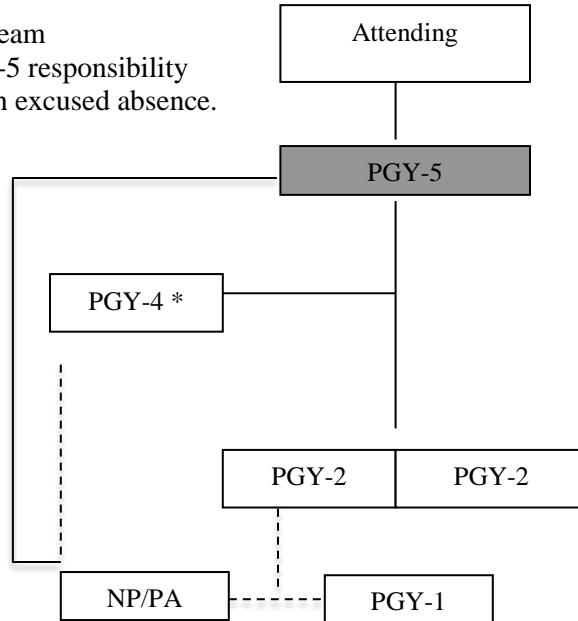 eam
-5 responsibility
n excused absence.
Attending
PGY-5
PGY-4 *
PGY-2
PGY-2
NP/PA
PGY-1